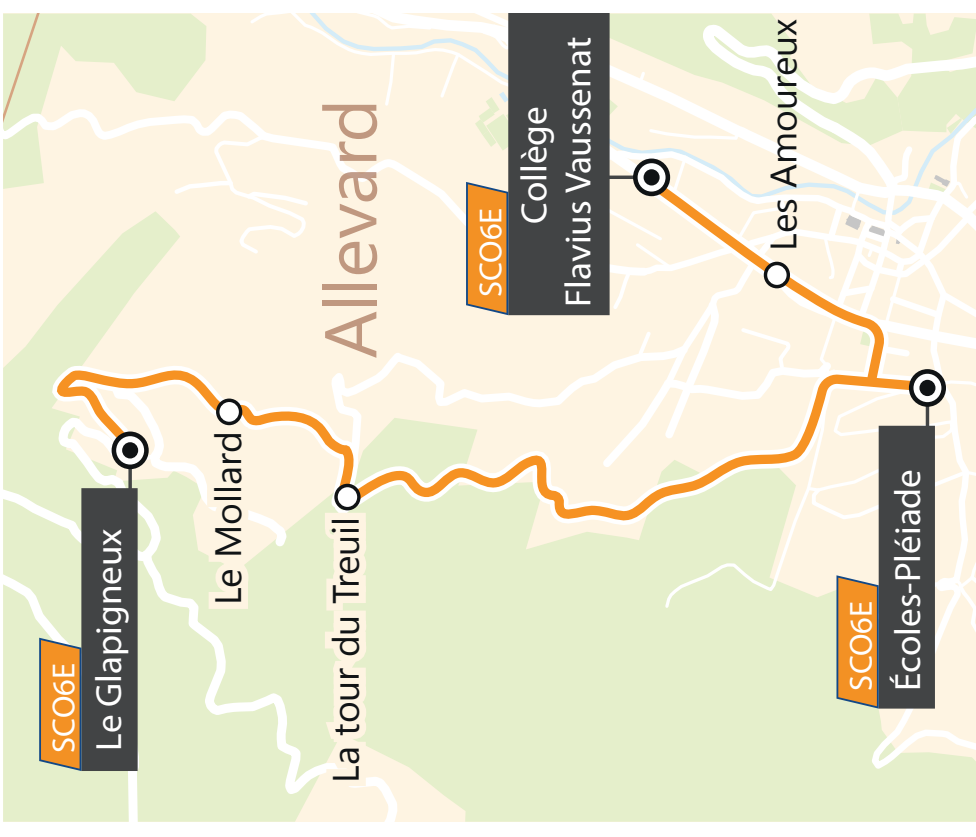 SCO6E
Le Glapigneux
Le Mollard
La tour du Treuil
Allevard
SCO6E
Collège
Flavius Vaussenat
Les Amoureux
SCO6E
Écoles-Pléiade